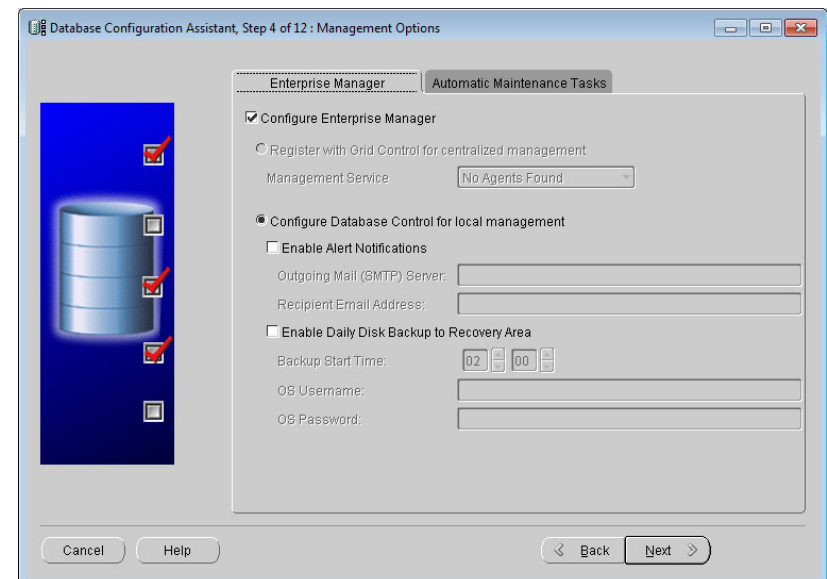 Database Configuration Assistant, Step 4 of 12 : Management Options
Enterprise Manager
Automatic Maintenance Tasks
Configure Enterprise Manager
Register with Grid Control for centralized management
Management Service
No Agents Found
Configure Database Control for local management
Enable Alert Notifications
Outgoing Mail (SMTP) Server:
Recipient Email Address:
Enable Daily Disk Backup to Recovery Area
Backup Start Time:
02 00
OS Username:
OS Password:
Cancel
Help
Back
Next